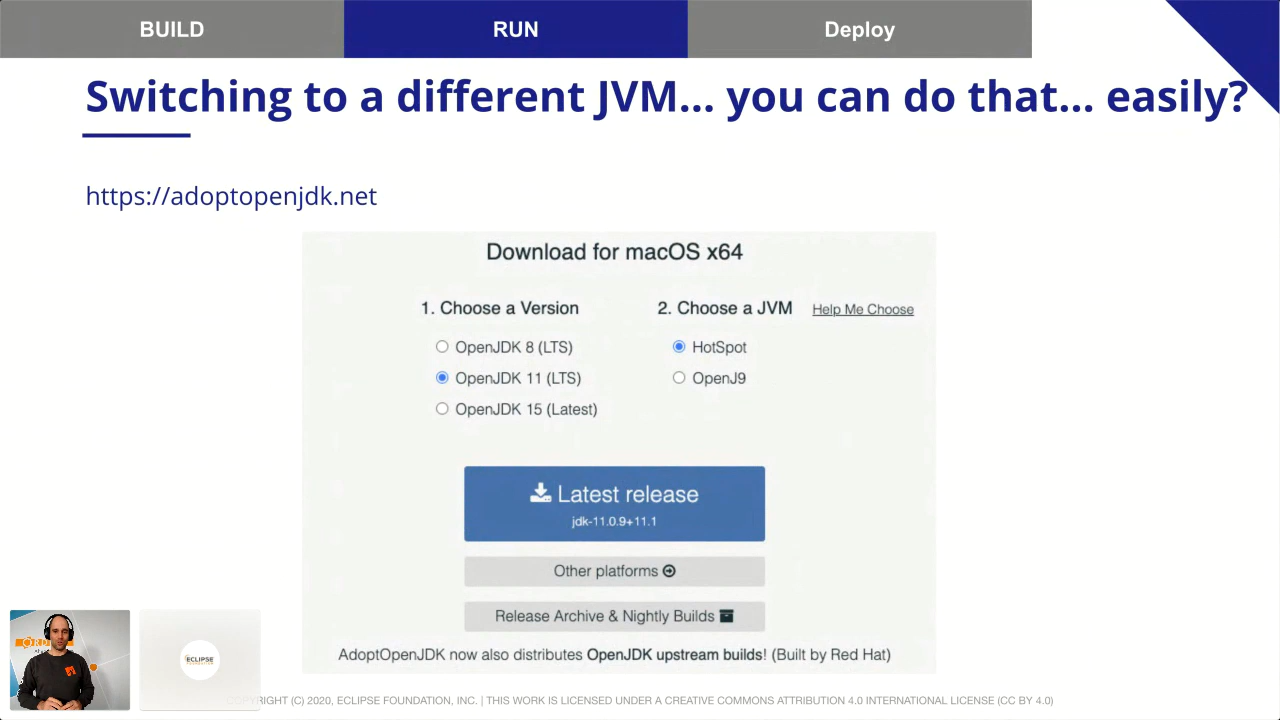 BUILD
RUN
Deploy
Switching to a different JVM... you can do that... easily?
https://adoptopenjdk.net
Download for macOS x64
1. Choose a Version
2. Choose a JVM
Help Me Choose
OpenJDK 8 (LTS)
HotSpot
OpenJDK 11 (LTS)
OpenJ9
OpenJDK 15 (Latest)
Latest release
jdk-11.0.9+11.1
Other platforms
Release Archive & Nightly Builds
AdoptOpenJDK now also distributes OpenJDK upstream builds! (Built by Red Hat)
ECLIPSE
COPYRIGHT (C) 2020, ECLIPSE FOUNDATION, INC. | THIS WORK IS LICENSED UNDER A CREATIVE COMMONS ATTRIBUTION 4.0 INTERNATIONAL LICENSE (CC BY 4.0)